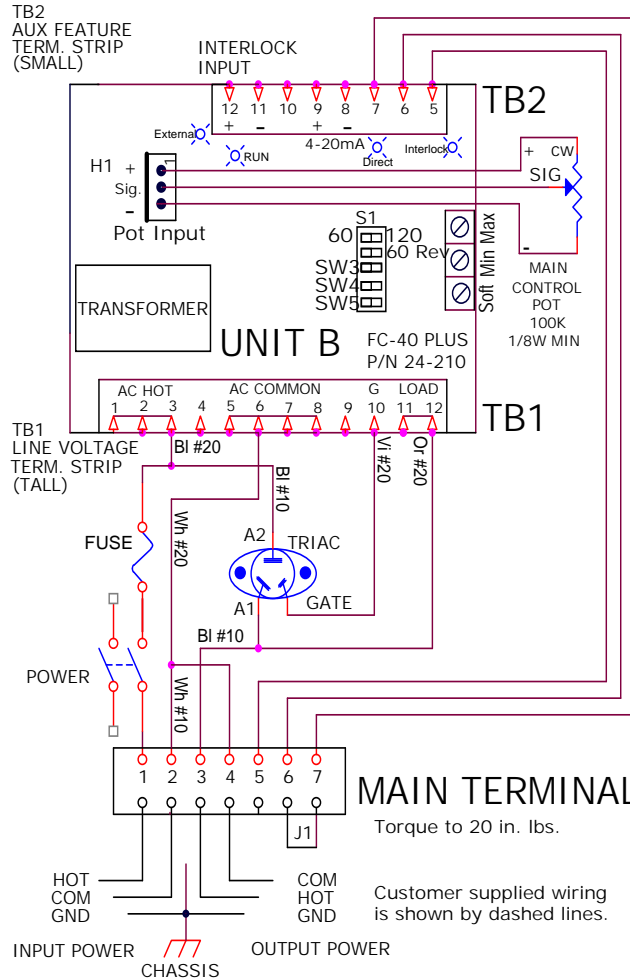 TB2
AUX FEATURE
TERM. STRIP
(SMALL)
INTERLOCK
INPUT
TB2
12 11 10 9 8 7 6 5
+ - + -
4-20mA
External
RUN
Direct
Interlock
H1 +
1
Sig.
-
Pot Input
+ CW
SIG
-
S1
60 120
60 Rev
SW3
SW4
SW5
Soft Min Max
MAIN
CONTROL
POT
100K
1/8W MIN
TRANSFORMER
UNIT B
FC-40 PLUS
P/N 24-210
AC HOT AC COMMON G LOAD
1 2 3 4 5 6 7 8 9 10 11 12
TB1
TB1
LINE VOLTAGE
TERM. STRIP
(TALL)
Bl #20
Bl #10
Vi #20
Or #20
Wh #20
FUSE
A2
TRIAC
A1
GATE
Bl #10
POWER
Wh #10
1 2 3 4 5 6 7
J1
MAIN TERMINAL
Torque to 20 in. lbs.
HOT COM
COM HOT
GND GND
Customer supplied wiring
is shown by dashed lines.
INPUT POWER OUTPUT POWER
CHASSIS